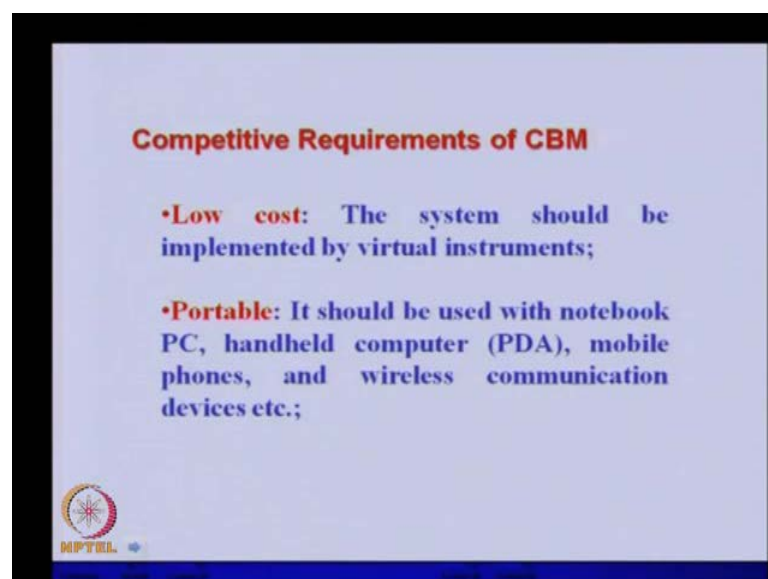 Competitive Requirements of CBM
•Low cost: The system should be
implemented by virtual instruments;
•Portable: It should be used with notebook
PC, handheld computer (PDA), mobile
phones, and wireless communication
devices etc.;
NPTEL